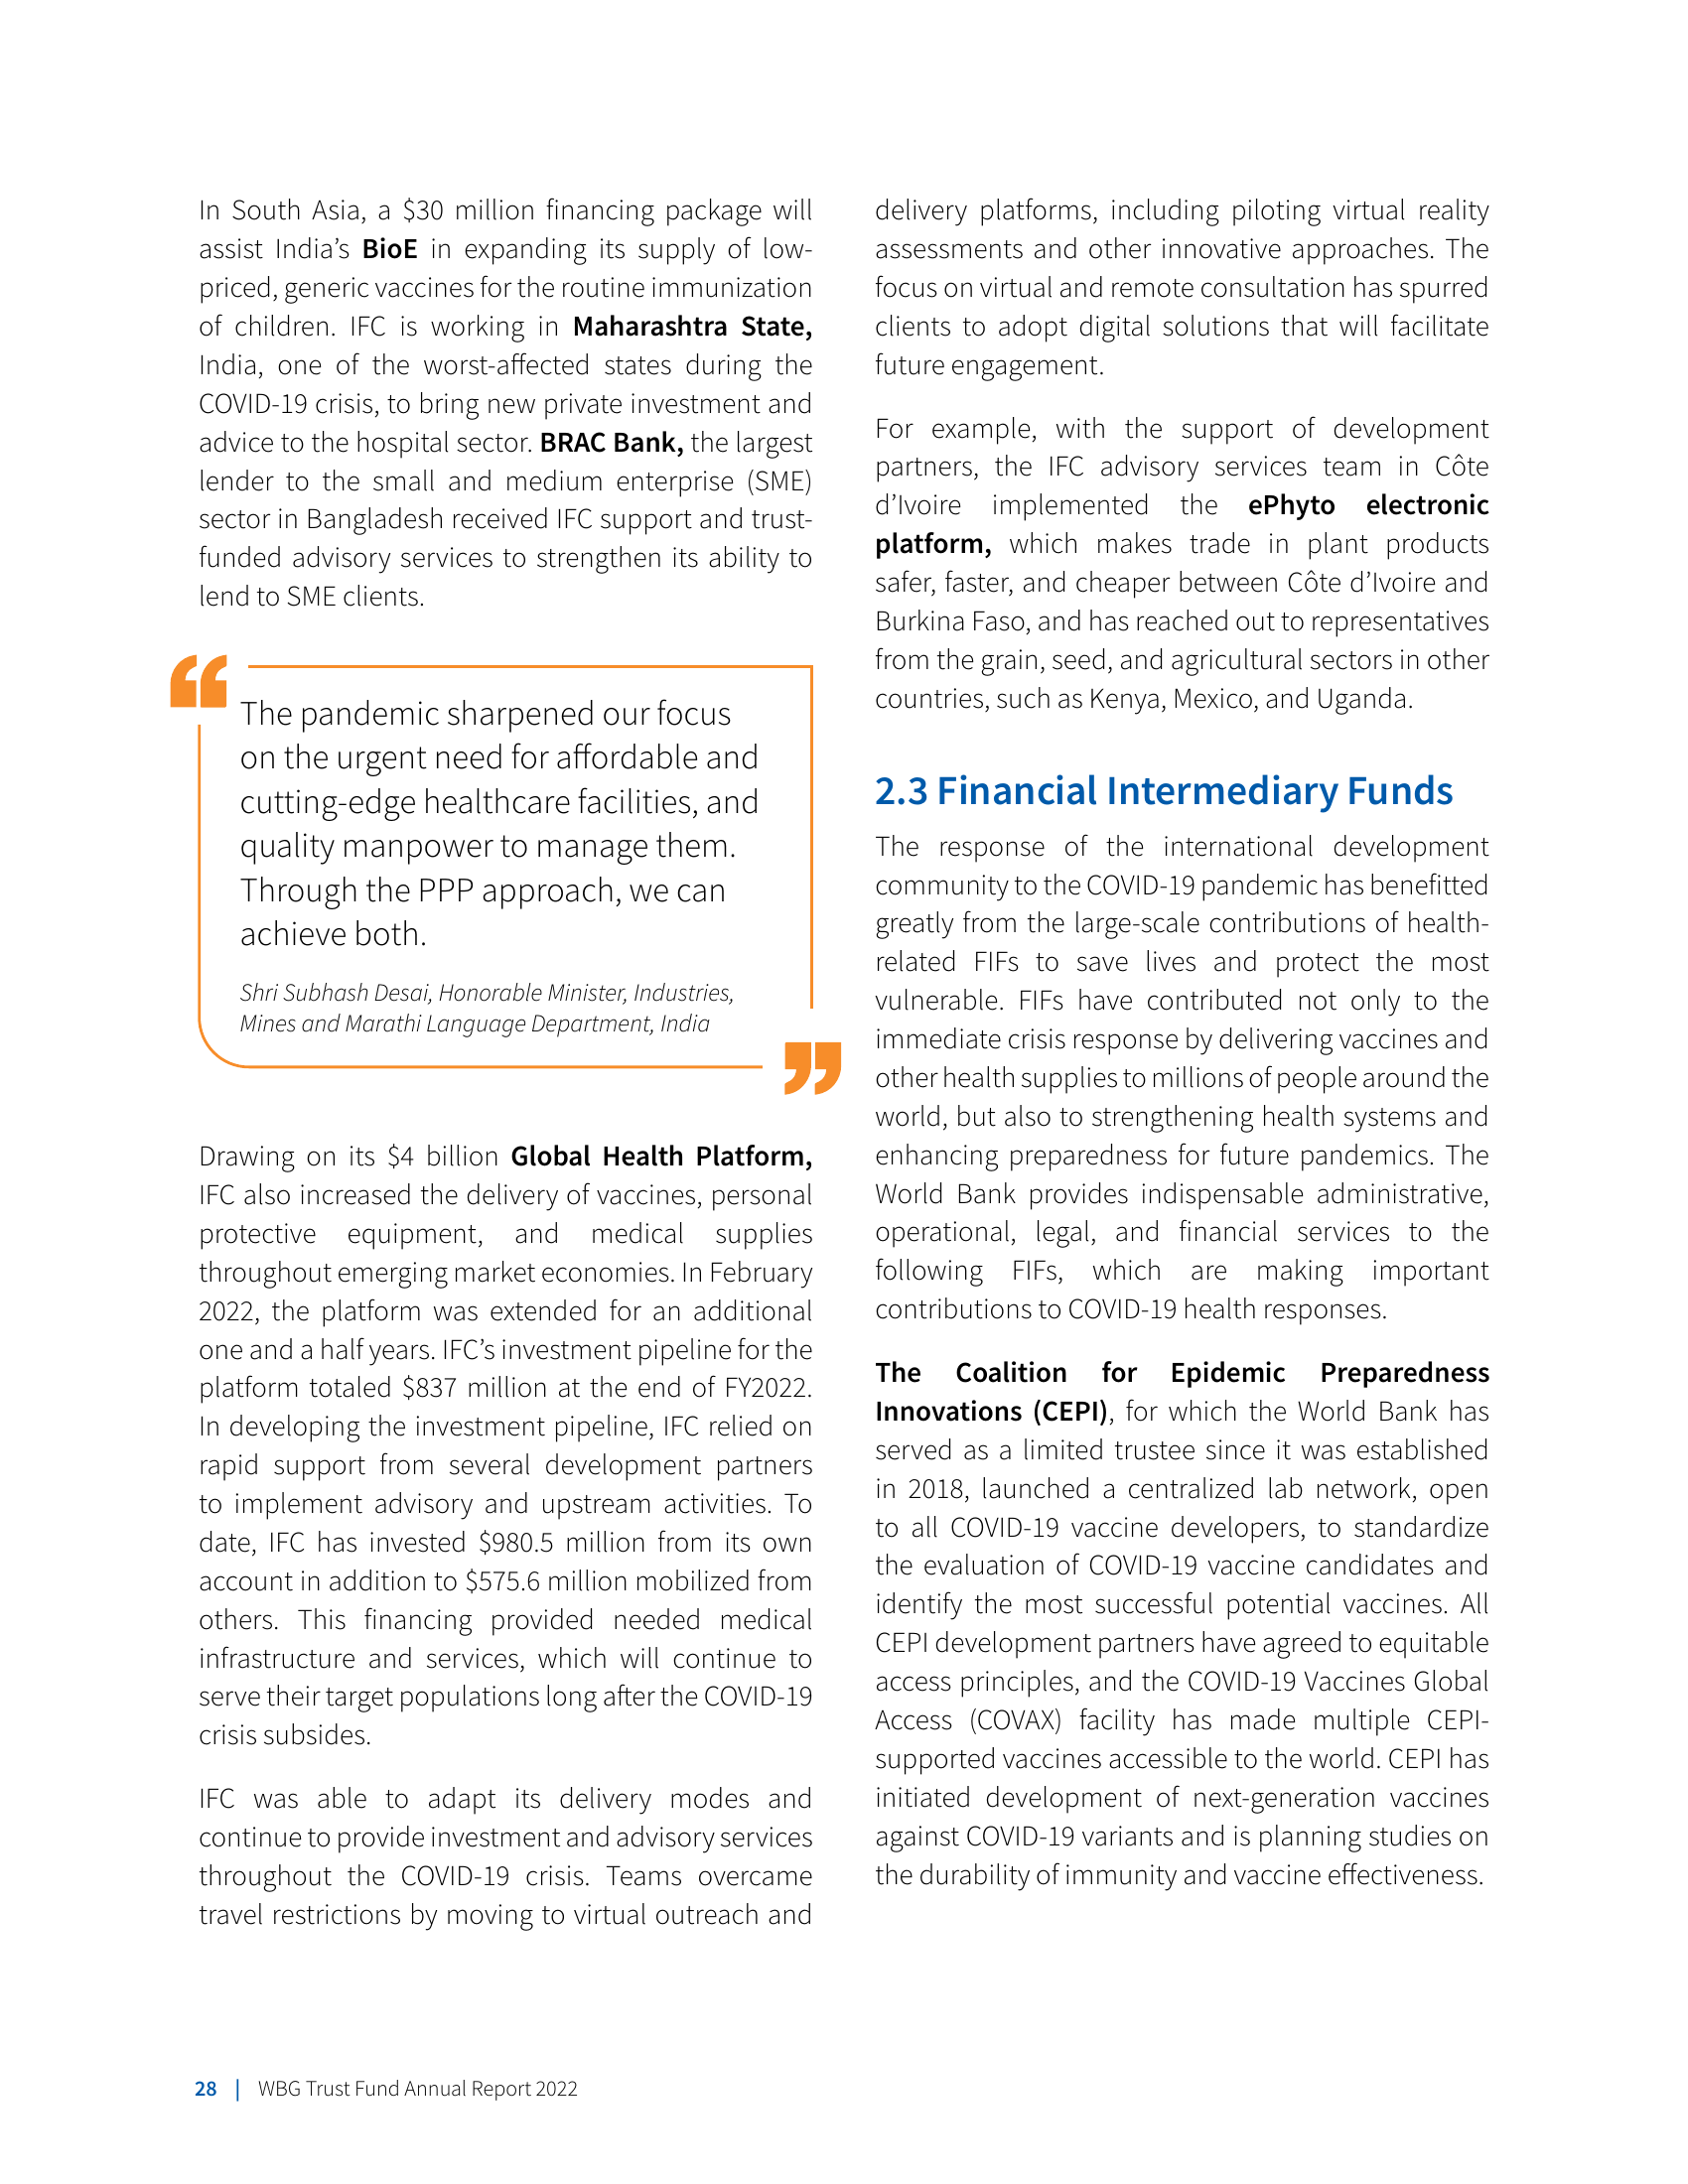 In South Asia, a $30 million financing package will
assist India’s BioE in expanding its supply of low-
priced, generic vaccines for the routine immunization
of children. IFC is working in Maharashtra State,
India, one of the worst-affected states during the
COVID-19 crisis, to bring new private investment and
advice to the hospital sector. BRAC Bank, the largest
lender to the small and medium enterprise (SME)
sector in Bangladesh received IFC support and trust-
funded advisory services to strengthen its ability to
lend to SME clients.
“
The pandemic sharpened our focus
on the urgent need for affordable and
cutting-edge healthcare facilities, and
quality manpower to manage them.
Through the PPP approach, we can
achieve both.
Shri Subhash Desai, Honorable Minister, Industries,
Mines and Marathi Language Department, India
”
Drawing on its $4 billion Global Health Platform,
IFC also increased the delivery of vaccines, personal
protective equipment, and medical supplies
throughout emerging market economies. In February
2022, the platform was extended for an additional
one and a half years. IFC’s investment pipeline for the
platform totaled $837 million at the end of FY2022.
In developing the investment pipeline, IFC relied on
rapid support from several development partners
to implement advisory and upstream activities. To
date, IFC has invested $980.5 million from its own
account in addition to $575.6 million mobilized from
others. This financing provided needed medical
infrastructure and services, which will continue to
serve their target populations long after the COVID-19
crisis subsides.
IFC was able to adapt its delivery modes and
continue to provide investment and advisory services
throughout the COVID-19 crisis. Teams overcame
travel restrictions by moving to virtual outreach and
delivery platforms, including piloting virtual reality
assessments and other innovative approaches. The
focus on virtual and remote consultation has spurred
clients to adopt digital solutions that will facilitate
future engagement.
For example, with the support of development
partners, the IFC advisory services team in Côte
d’Ivoire implemented the ePhyto electronic
platform, which makes trade in plant products
safer, faster, and cheaper between Côte d’Ivoire and
Burkina Faso, and has reached out to representatives
from the grain, seed, and agricultural sectors in other
countries, such as Kenya, Mexico, and Uganda.
2.3 Financial Intermediary Funds
The response of the international development
community to the COVID-19 pandemic has benefitted
greatly from the large-scale contributions of health-
related FIFs to save lives and protect the most
vulnerable. FIFs have contributed not only to the
immediate crisis response by delivering vaccines and
other health supplies to millions of people around the
world, but also to strengthening health systems and
enhancing preparedness for future pandemics. The
World Bank provides indispensable administrative,
operational, legal, and financial services to the
following FIFs, which are making important
contributions to COVID-19 health responses.
The Coalition for Epidemic Preparedness
Innovations (CEPI), for which the World Bank has
served as a limited trustee since it was established
in 2018, launched a centralized lab network, open
to all COVID-19 vaccine developers, to standardize
the evaluation of COVID-19 vaccine candidates and
identify the most successful potential vaccines. All
CEPI development partners have agreed to equitable
access principles, and the COVID-19 Vaccines Global
Access (COVAX) facility has made multiple CEPI-
supported vaccines accessible to the world. CEPI has
initiated development of next-generation vaccines
against COVID-19 variants and is planning studies on
the durability of immunity and vaccine effectiveness.
28 | WBG Trust Fund Annual Report 2022